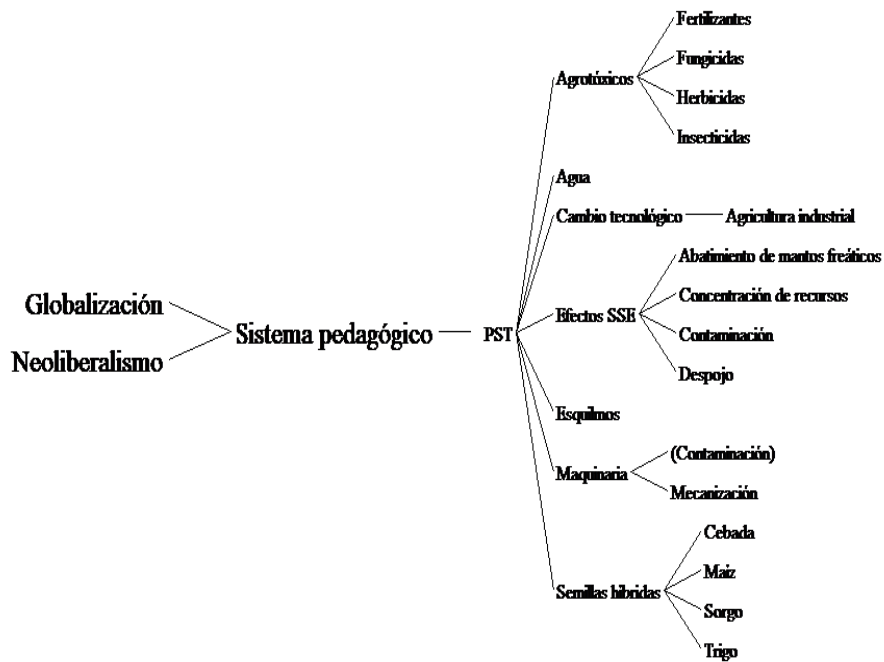 Globalización
Neoliberalismo
Sistema pedagógico
PST
Agrotóxicos
Fertilizantes
Fungicidas
Herbicidas
Insecticidas
Agua
Cambio tecnológico
Agricultura industrial
Efectos SSE
Abatimiento de mantos freáticos
Concentración de recursos
Contaminación
Despojo
Esquilmos
Maquinaria
(Contaminación)
Mecanización
Semillas híbridas
Cebada
Maíz
Sorgo
Trigo